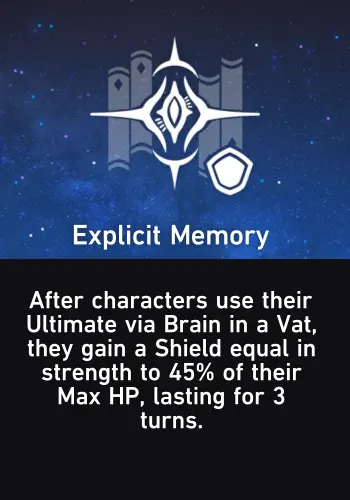 Explicit Memory
After characters use their
Ultimate via Brain in a Vat,
they gain a Shield equal in
strength to 45% of their
Max HP, lasting for 3
turns.